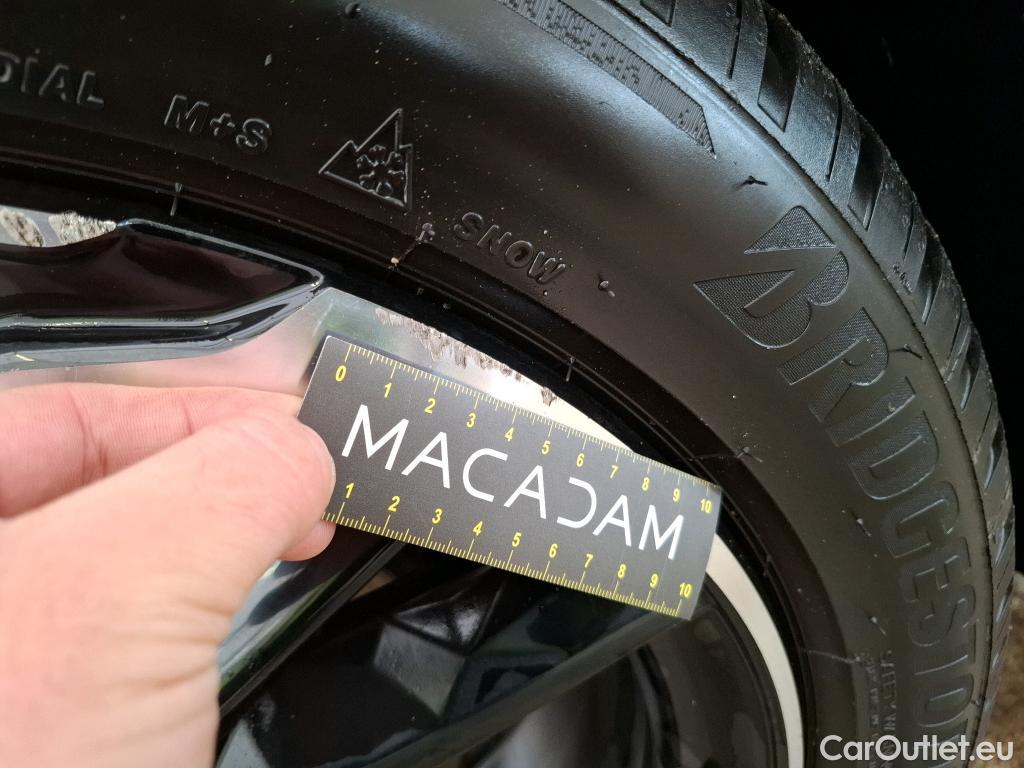 DIAL M+S
SNOW
BRIDGESTON
0 1 2 3 4 5 6 7 8 9 10
MACADAM
1 2 3 4 5 6 7 8 9 10
CarOutlet.eu